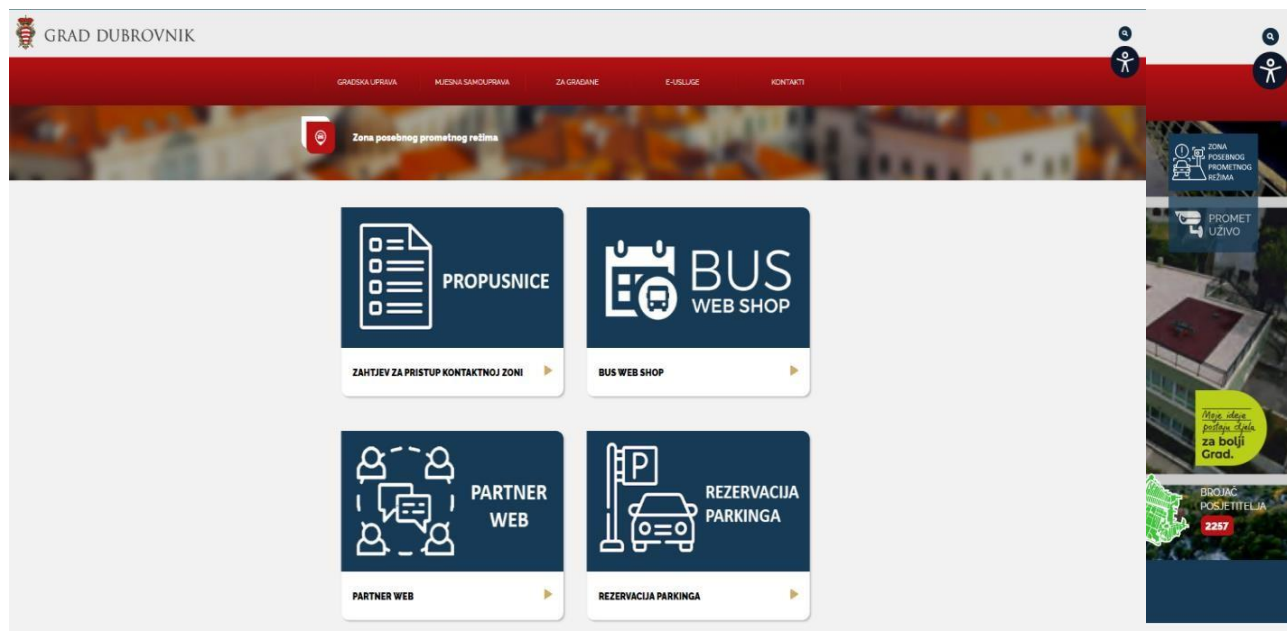 GRAD DUBROVNIK
GRADSKA UPRAVA
MJESNA SAMOUPRAVA
ZA GRAĐANE
E-USLUGE
KONTAKTI
Zona posebnog prometnog režima
PROPUSNICE
ZAHTJEV ZA PRISTUP KONTAKTNOJ ZONI
BUS
WEB SHOP
BUS WEB SHOP
PARTNER
WEB
PARTNER WEB
P
REZERVACIJA
PARKINGA
REZERVACIJA PARKINGA
ZONA
POSEBNOG
PROMETNOG
REŽIMA
PROMET
UŽIVO
Moje ideje
postaju djela
za bolji
Grad.
BROJAČ
POSJETITELJA
2257